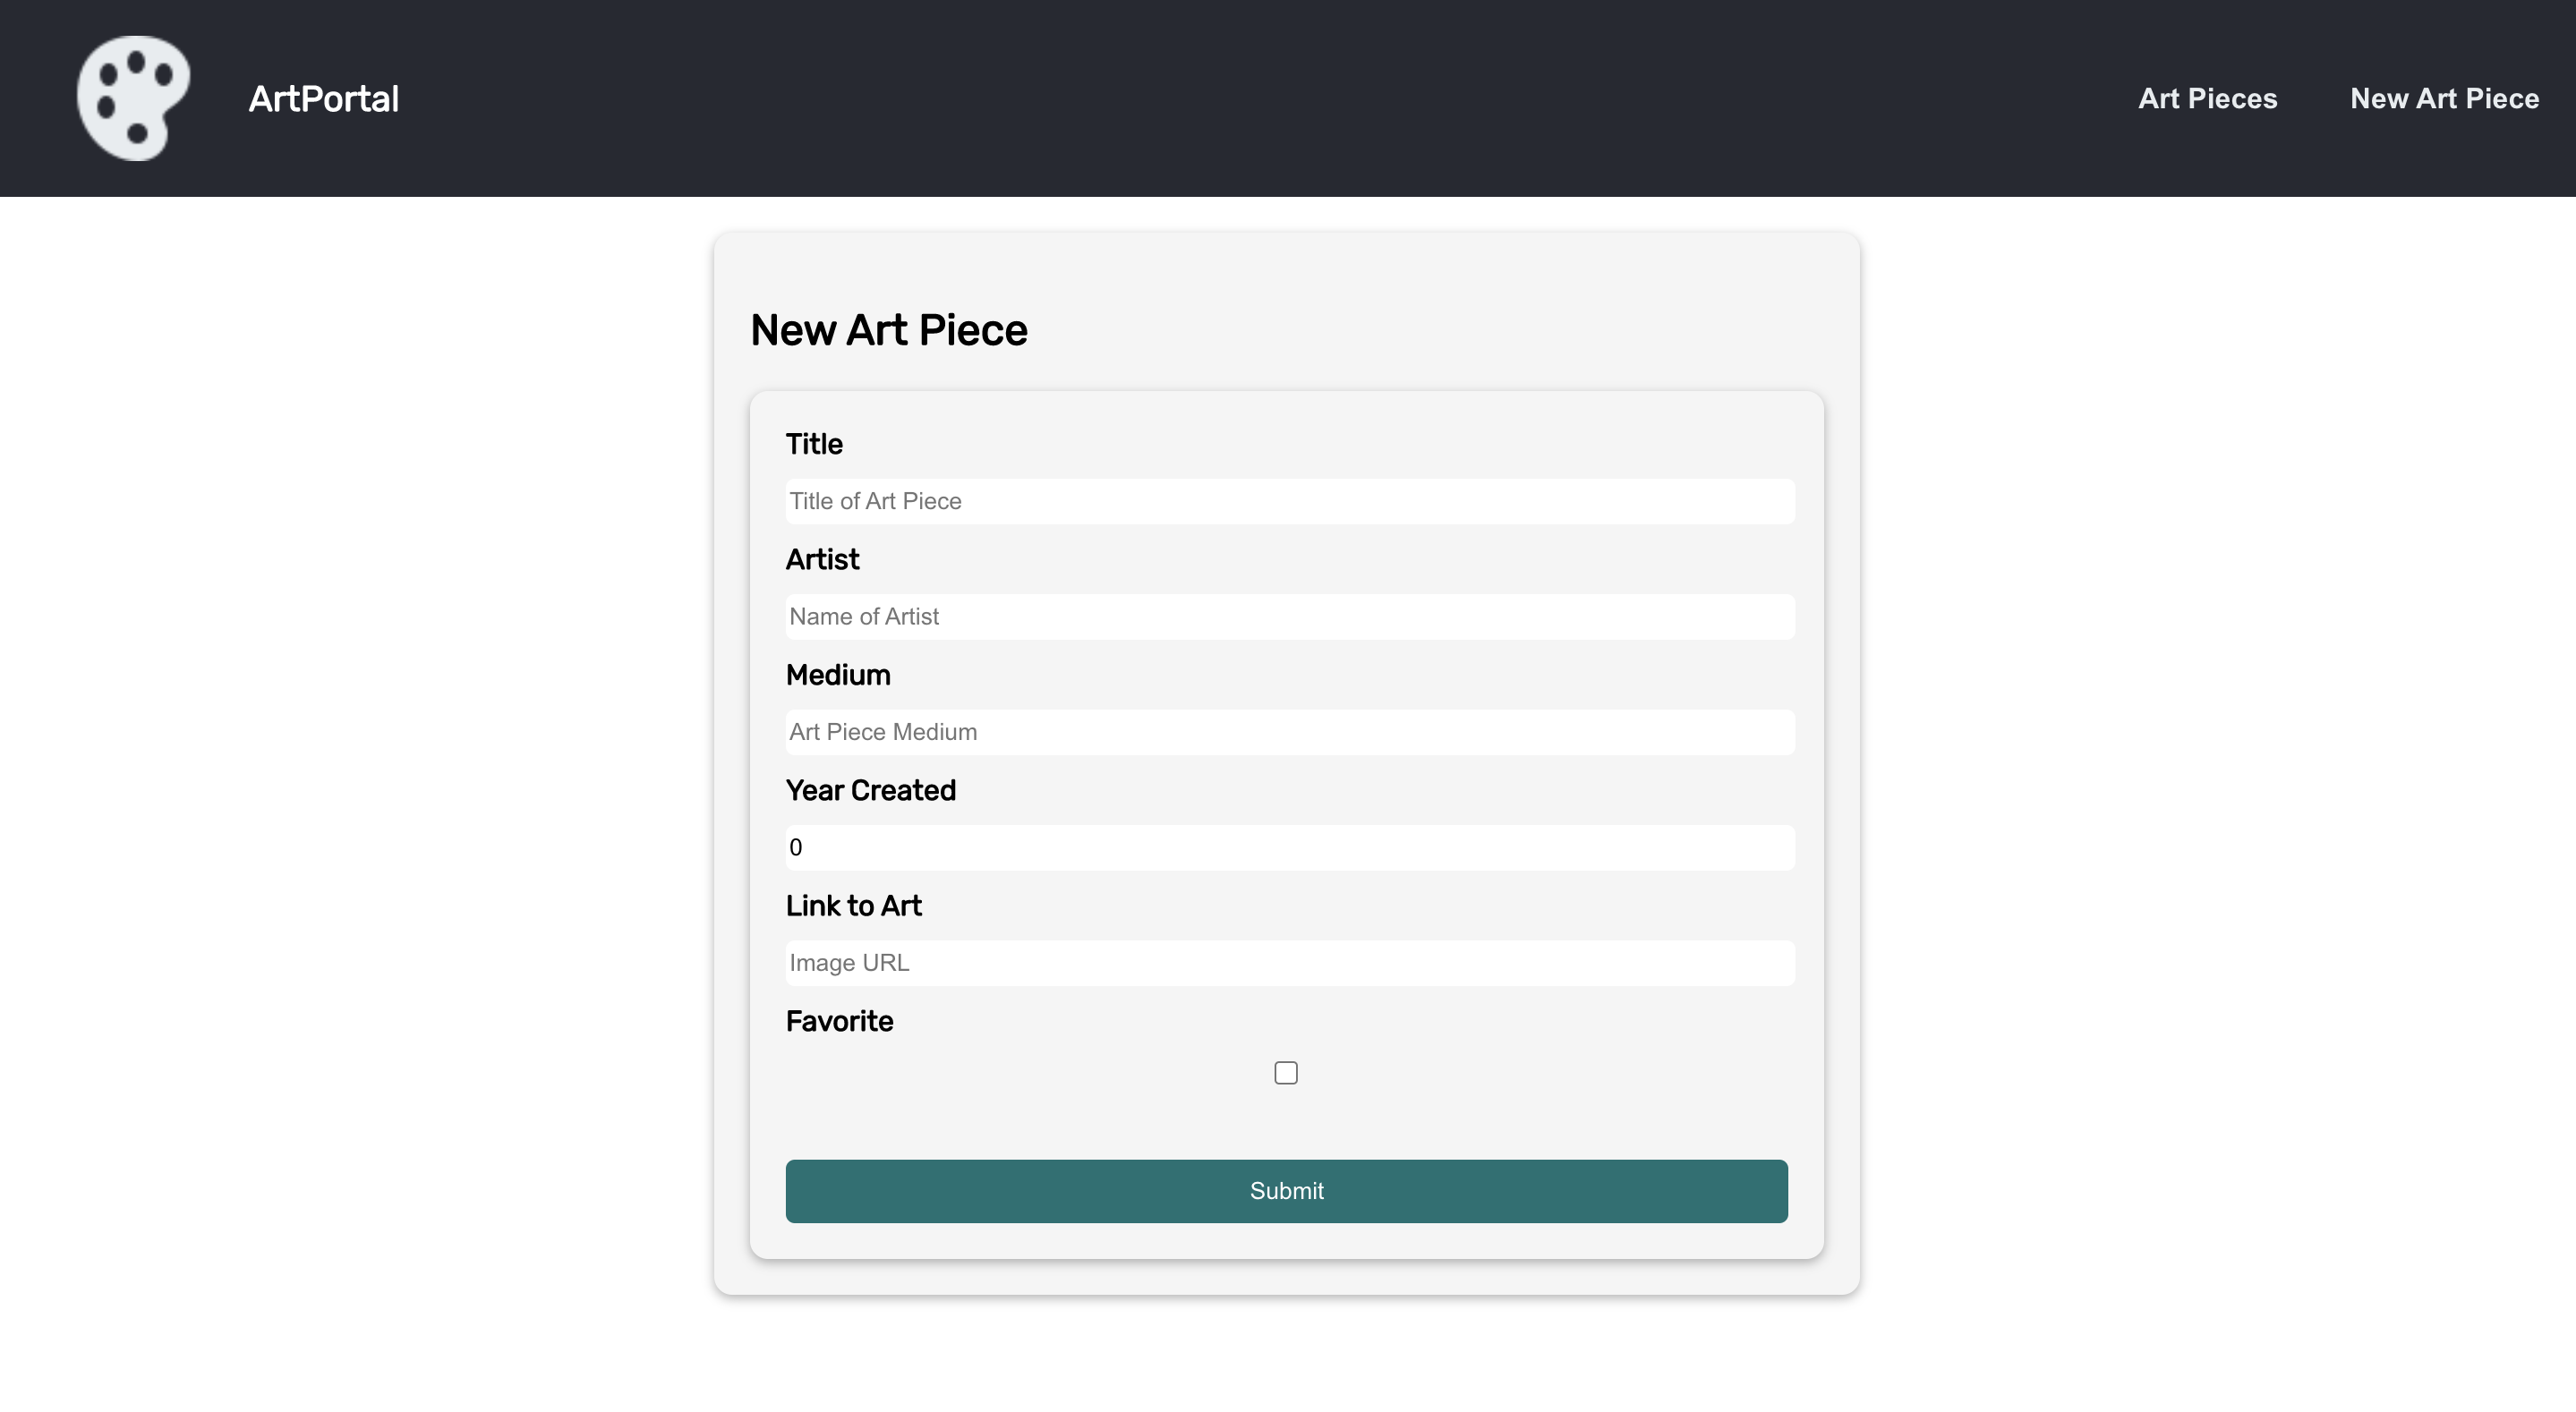 ArtPortal
Art Pieces
New Art Piece
New Art Piece
Title
Title of Art Piece
Artist
Name of Artist
Medium
Art Piece Medium
Year Created
0
Link to Art
Image URL
Favorite
Submit